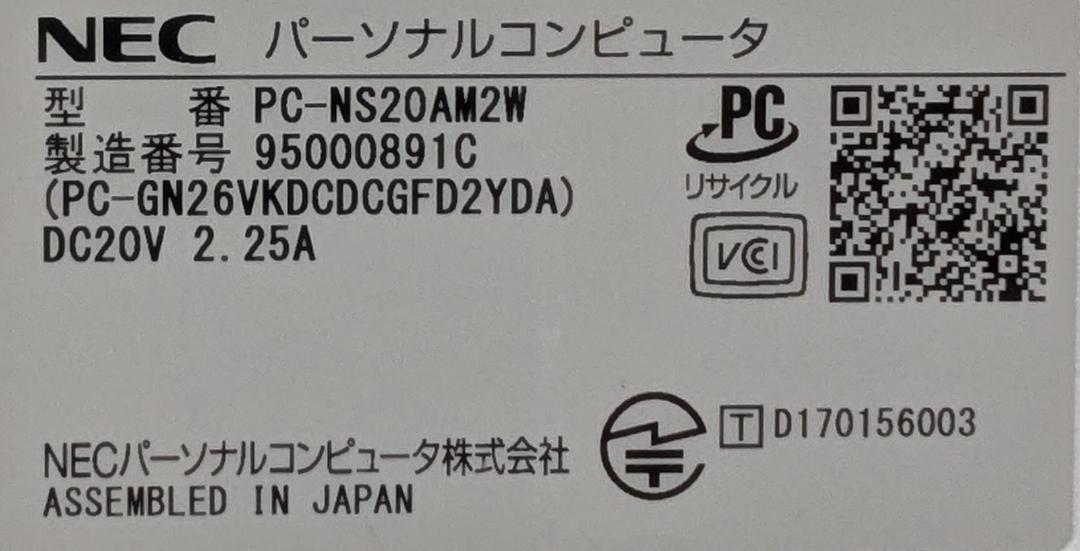 NEC パーソナルコンピュータ
型番 PC-NS20AM2W
製造番号 95000891C
(PC-GN26VKDCDCGFD2YDA)
DC20V 2.25A
PC
リサイクル
VCCI
NECパーソナルコンピュータ株式会社
ASSEMBLED IN JAPAN
T D170156003